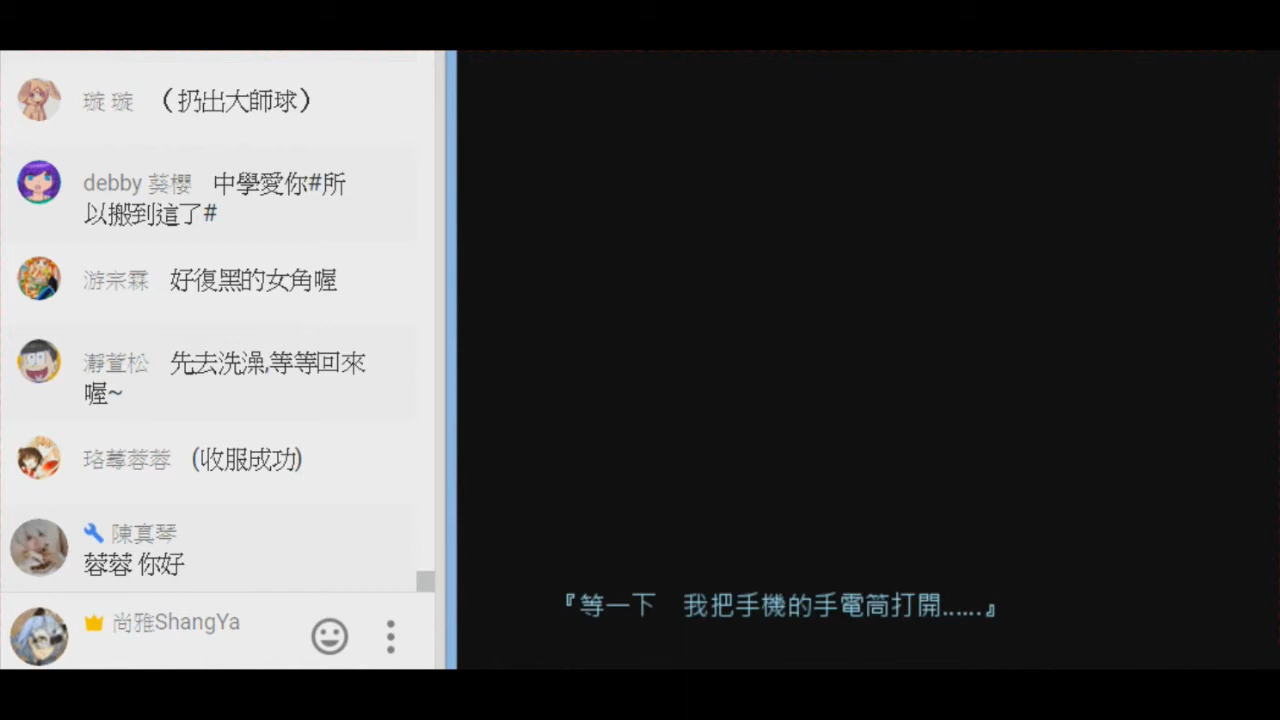 璇 璇 （扔出大師球）
debby 葵櫻 中學愛你#所
以搬到這了#
游宗霖 好復黑的女角喔
瀞萱松 先去洗澡,等等回來
喔~
珞蕚蓉蓉 (收服成功)
陳真琴
蓉蓉 你好
尚雅ShangYa
『等一下 我把手機的手電筒打開......』